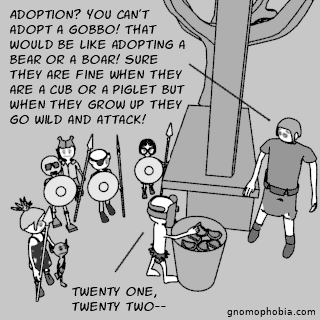 ADOPTION? YOU CAN'T
ADOPT A GOBBO! THAT
WOULD BE LIKE ADOPTING A
BEAR OR A BOAR! SURE
THEY ARE FINE WHEN THEY
ARE A CUB OR A PIGLET BUT
WHEN THEY GROW UP THEY
GO WILD AND ATTACK!
TWENTY ONE,
TWENTY TWO--
gnomophobia.com